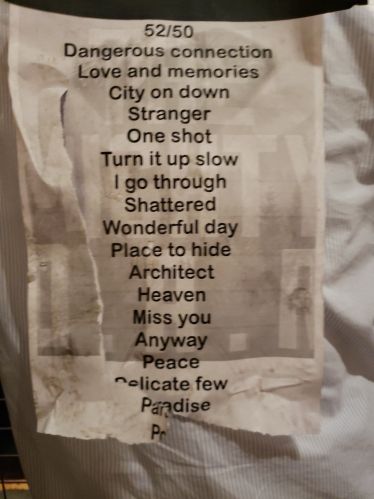 52/50
Dangerous connection
Love and memories
City on down
Stranger
One shot
Turn it up slow
I go through
Shattered
Wonderful day
Place to hide
Architect
Heaven
Miss you
Anyway
Peace
Delicate few
Paradise
Pr